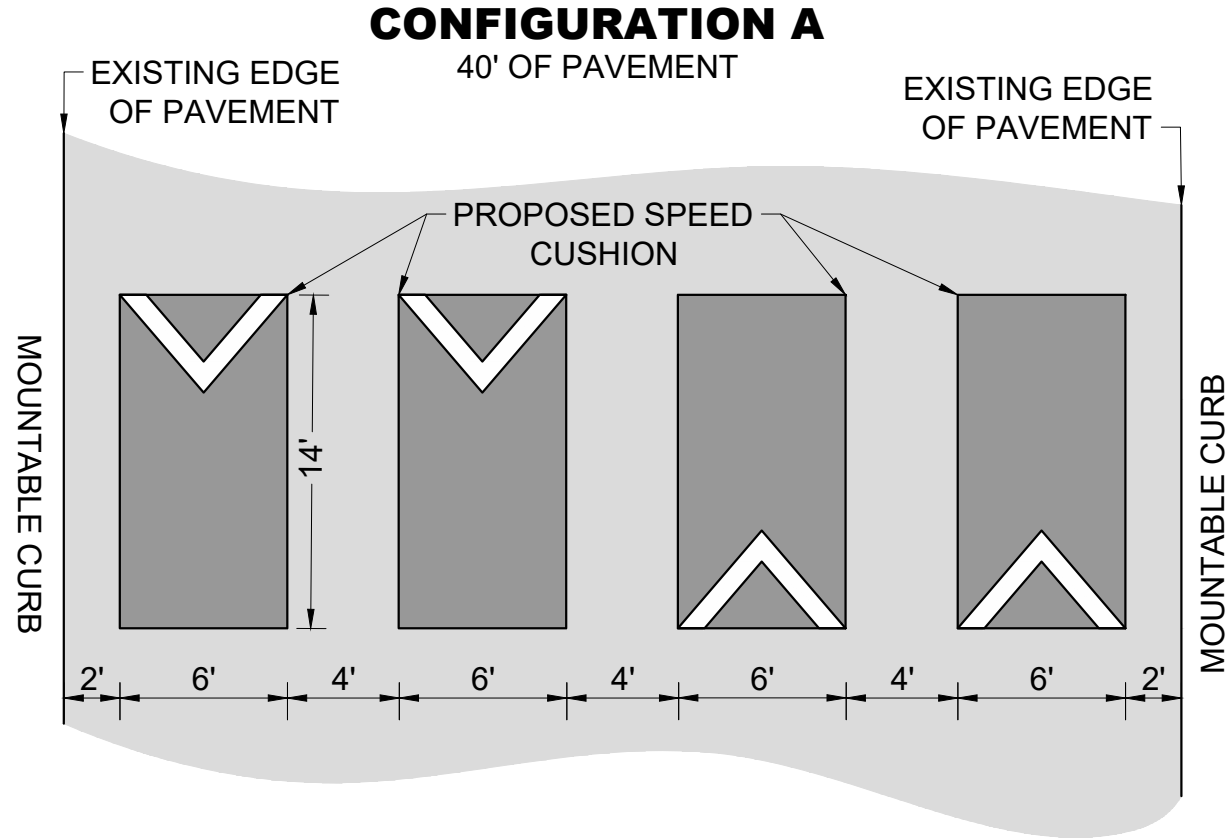 CONFIGURATION A
40' OF PAVEMENT
EXISTING EDGE
OF PAVEMENT
EXISTING EDGE
OF PAVEMENT
PROPOSED SPEED
CUSHION
MOUNTABLE CURB
14'
MOUNTABLE CURB
2' 6' 4' 6' 4' 6' 4' 6' 2'